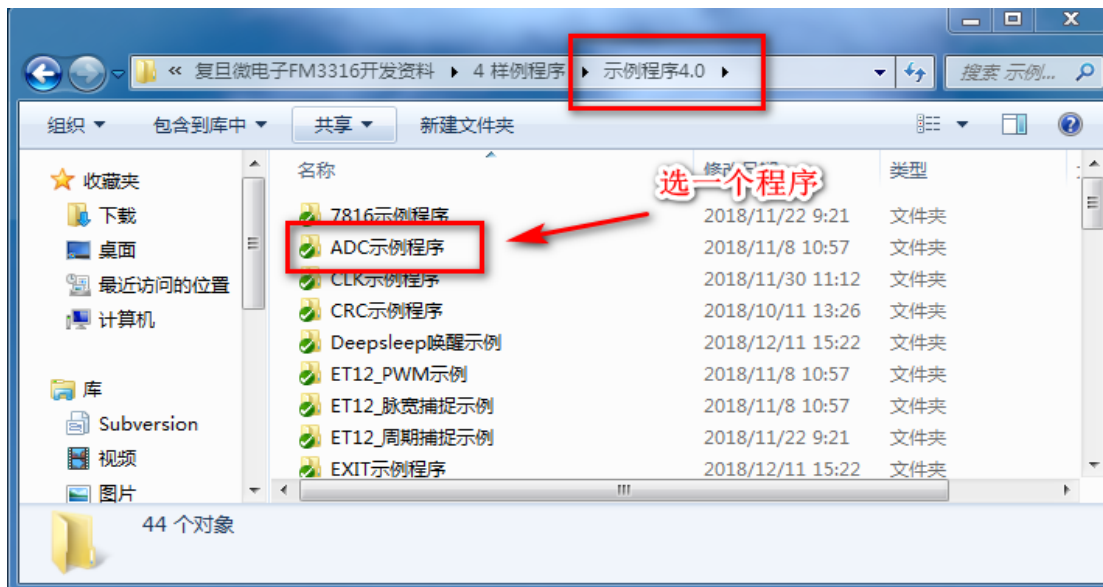 « 复旦微电子FM3316开发资料 ▸ 4 样例程序 ▸ 示例程序4.0 ▸
搜索 示例...
组织 包含到库中 共享 新建文件夹
名称 类型
选一个程序
收藏夹
下载
桌面
最近访问的位置
计算机
库
Subversion
视频
图片
7816示例程序 2018/11/22 9:21 文件夹
ADC示例程序 2018/11/8 10:57 文件夹
CLK示例程序 2018/11/30 11:12 文件夹
CRC示例程序 2018/10/11 13:26 文件夹
Deepsleep唤醒示例 2018/12/11 15:22 文件夹
ET12_PWM示例 2018/11/8 10:57 文件夹
ET12_脉宽捕捉示例 2018/11/8 10:57 文件夹
ET12_周期捕捉示例 2018/11/22 9:21 文件夹
EXIT示例程序 2018/12/11 15:22 文件夹
44 个对象